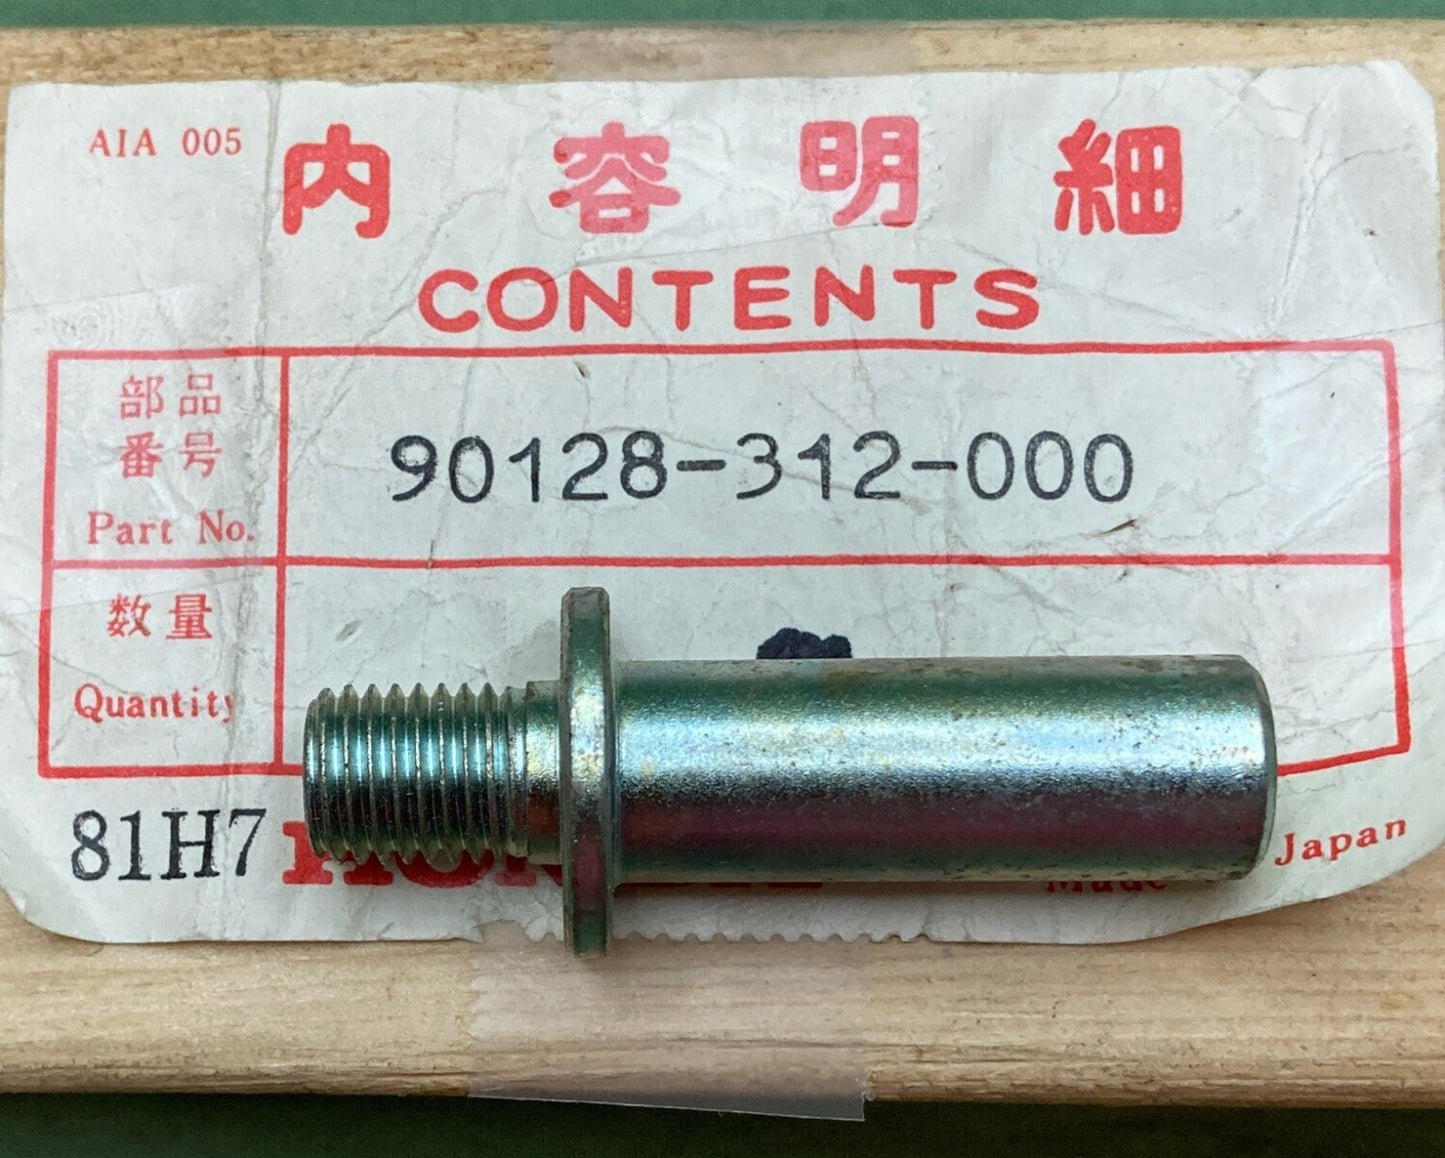 AIA 005
内容明細
CONTENTS
部品
番号
Part No.
90128-312-000
数量
Quantity
81H7
Made
Japan